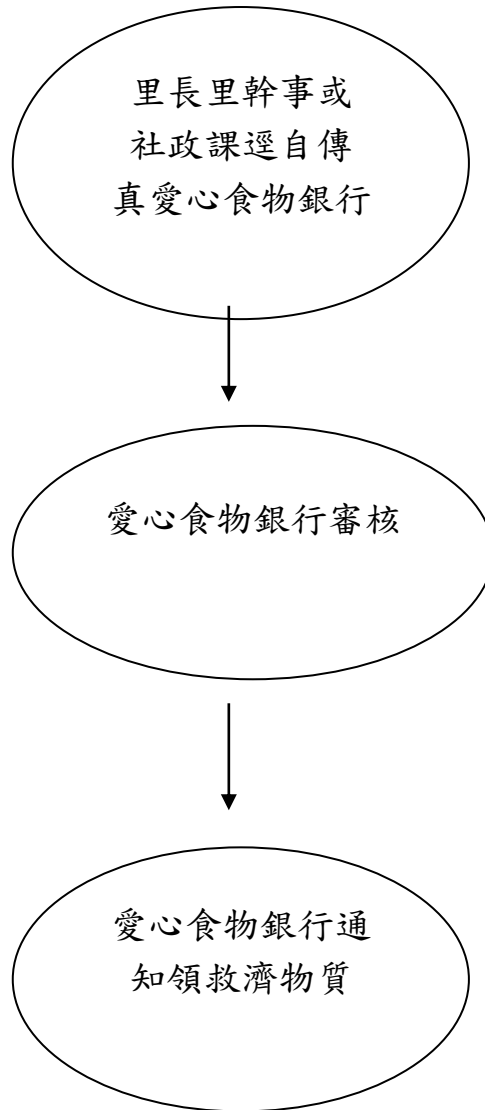 里長里幹事或
社政課逕自傳
真愛心食物銀行
愛心食物銀行審核
愛心食物銀行通
知領救濟物質